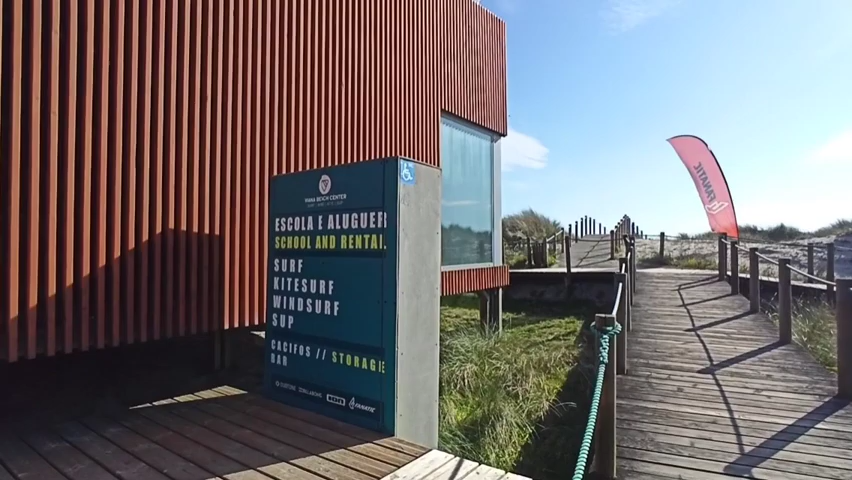 VIANA BEACH CENTER
ESCOLA E ALUGUER
SCHOOL AND RENTAL
SURF
KITESURF
WINDSURF
SUP
CACIFOS // STORAGE
BAR
FANATIC
FANATIC